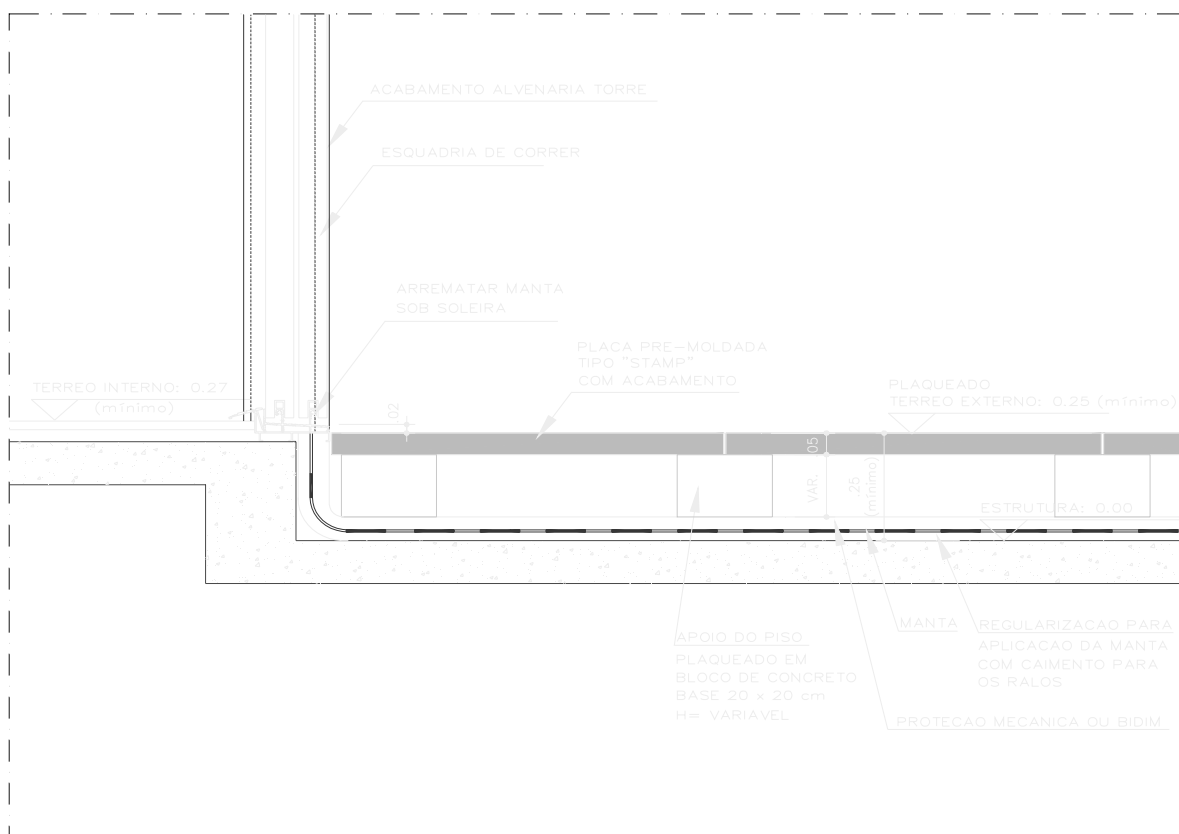 ACABAMENTO ALVENARIA TORRE
ESQUADRIA DE CORRER
ARREMATAR MANTA
SOB SOLEIRA
PLACA PRE-MOLDADA
TIPO "STAMP"
COM ACABAMENTO
TERREO INTERNO: 0.27
(mínimo)
.02
PLAQUEADO
TERREO EXTERNO: 0.25 (mínimo)
.05
VAR.
.25
(mínimo)
ESTRUTURA: 0.00
APOIO DO PISO
PLAQUEADO EM
BLOCO DE CONCRETO
BASE 20 x 20 cm
H= VARIAVEL
MANTA
REGULARIZACAO PARA
APLICACAO DA MANTA
COM CAIMENTO PARA
OS RALOS
PROTECAO MECANICA OU BIDIM